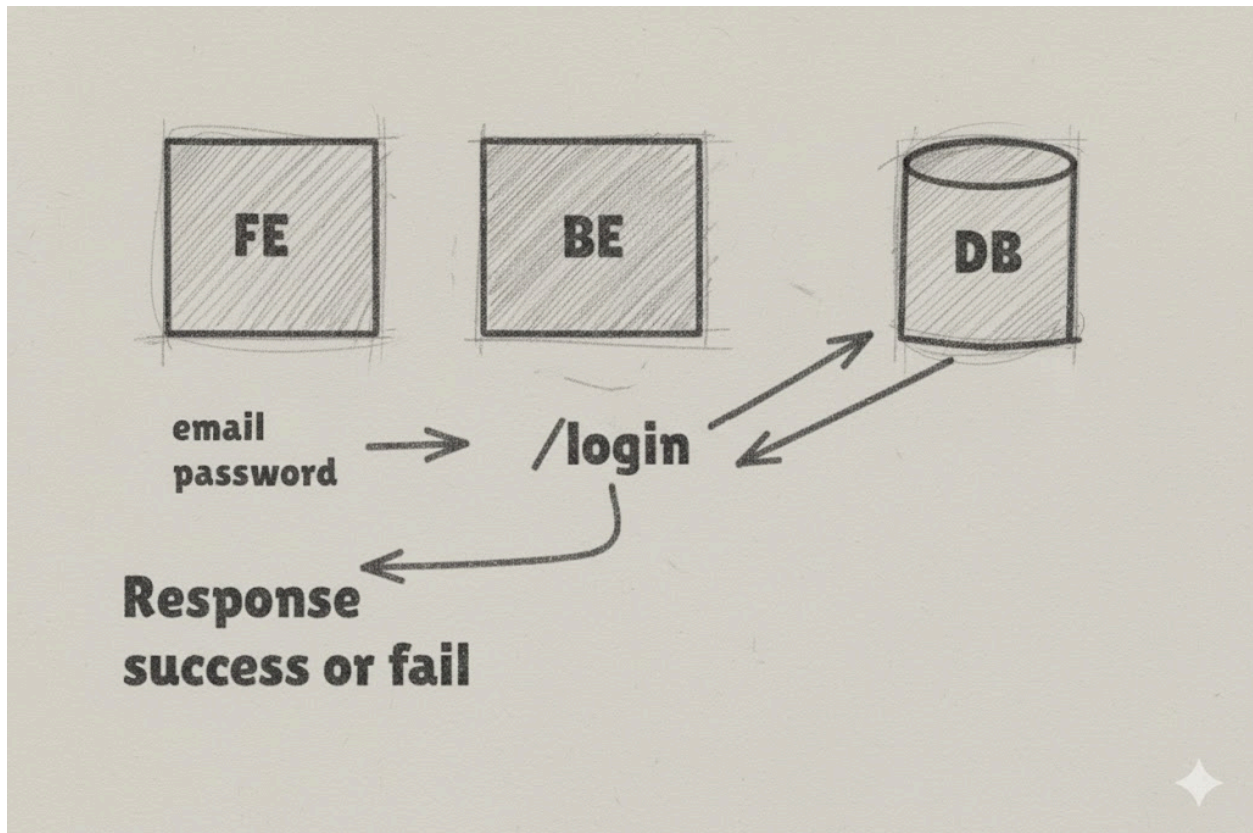 FE
BE
DB
email
password
/login
Response
success or fail